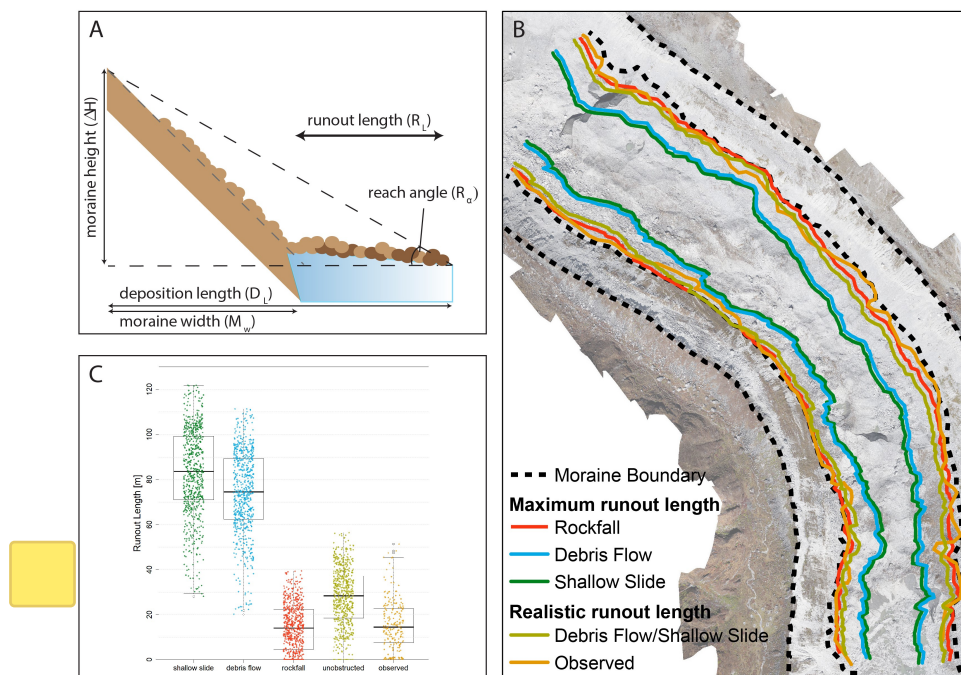 A
moraine height (ΔH)
runout length (R_L)
reach angle (R_α)
deposition length (D_L)
moraine width (M_w)
B
Moraine Boundary
Maximum runout length
Rockfall
Debris Flow
Shallow Slide
Realistic runout length
Debris Flow/Shallow Slide
Observed
C
Runout Length [m]
120
100
80
60
40
20
0
shallow slide debris flow rockfall unobstructed observed